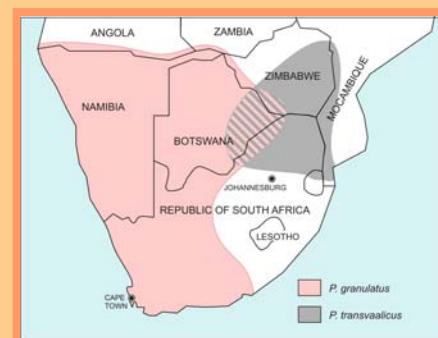 ANGOLA
ZAMBIA
ZIMBABWE
MOCAMBIQUE
NAMIBIA
BOTSWANA
JOHANNESBURG
REPUBLIC OF SOUTH AFRICA
LESOTHO
CAPE
TOWN
P. granulatus
P. transvaalicus